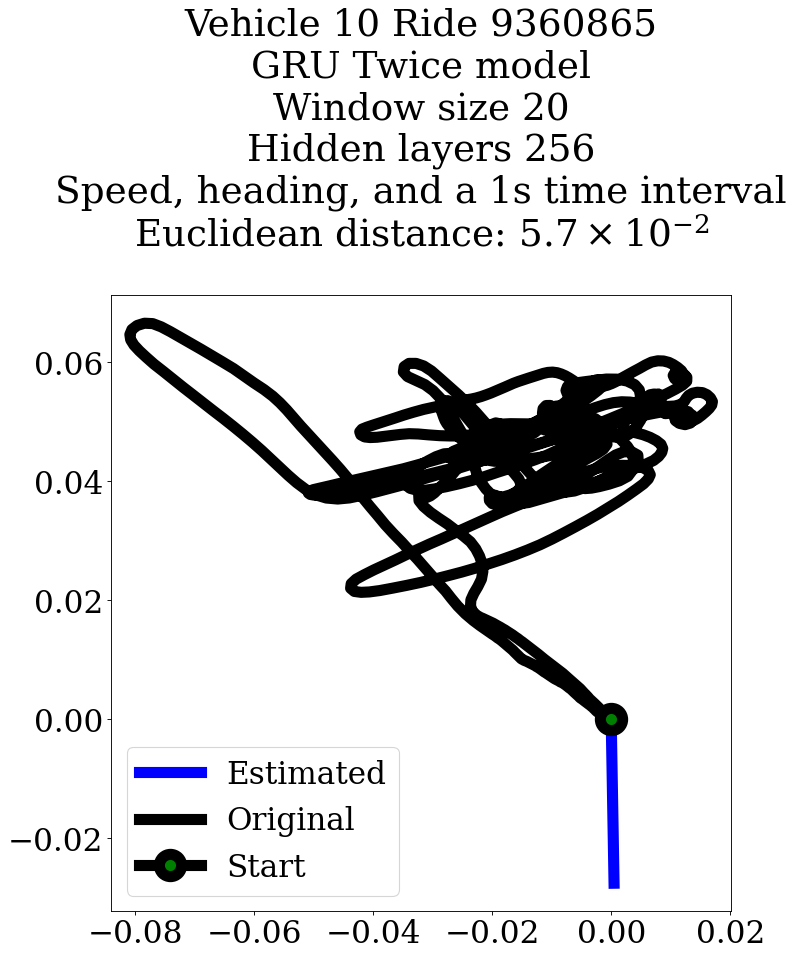 Vehicle 10 Ride 9360865
GRU Twice model
Window size 20
Hidden layers 256
Speed, heading, and a 1s time interval
Euclidean distance: 5.7 × 10⁻²
0.06
0.04
0.02
0.00
−0.02
Estimated
Original
Start
−0.08 −0.06 −0.04 −0.02 0.00 0.02